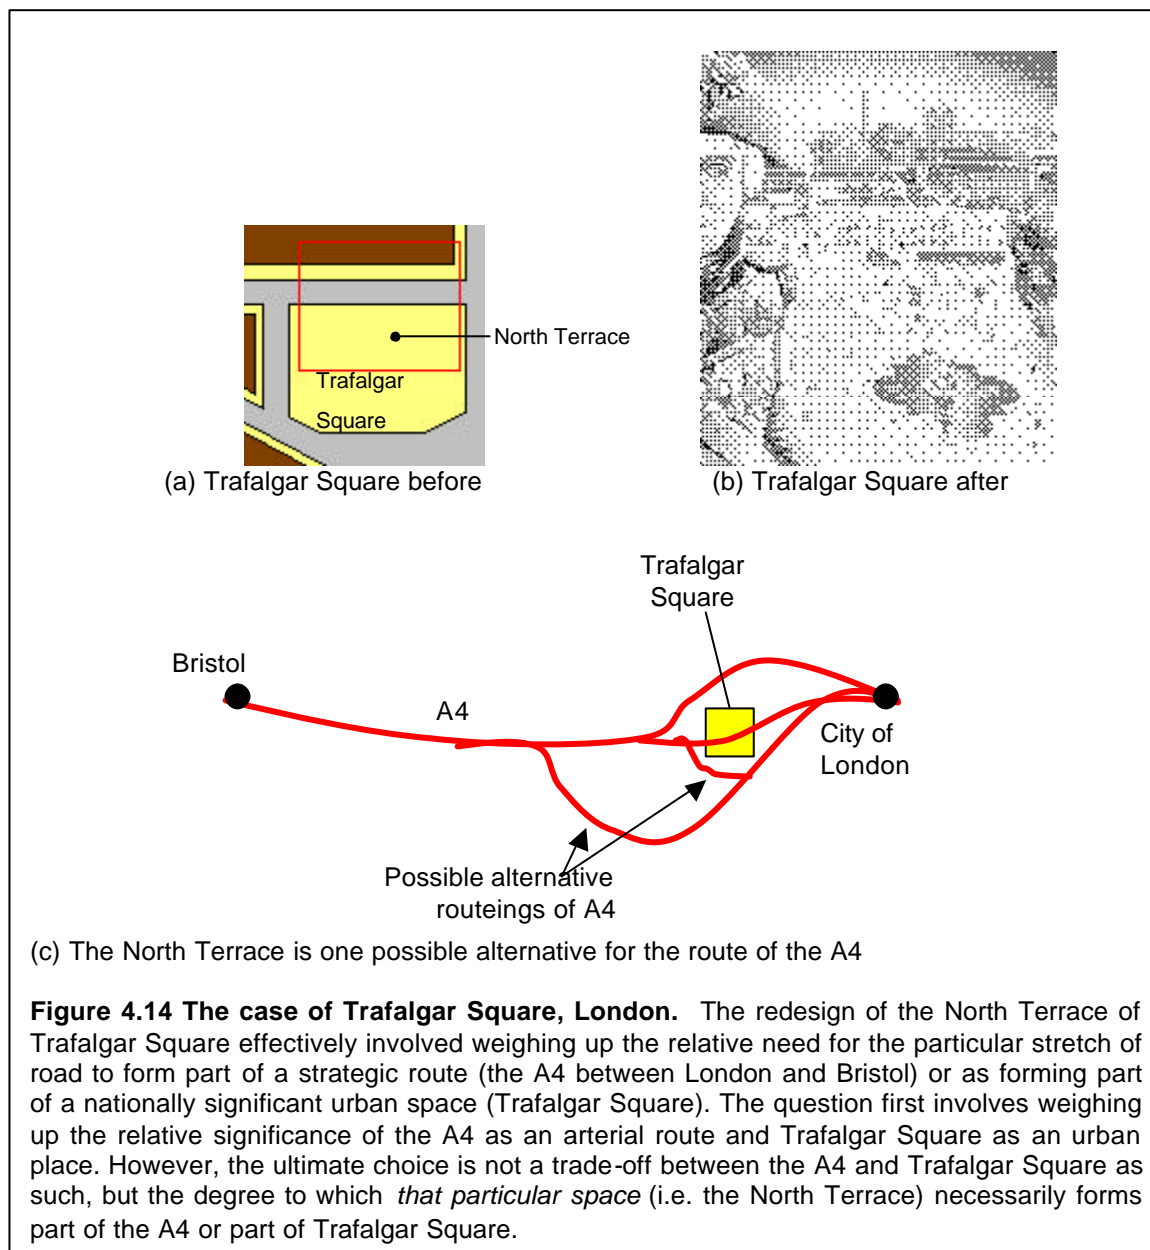 North Terrace
Trafalgar
Square
(a) Trafalgar Square before
(b) Trafalgar Square after
Trafalgar
Square
Bristol
A4
City of
London
Possible alternative
routeings of A4
(c) The North Terrace is one possible alternative for the route of the A4
Figure 4.14 The case of Trafalgar Square, London. The redesign of the North Terrace of
Trafalgar Square effectively involved weighing up the relative need for the particular stretch of
road to form part of a strategic route (the A4 between London and Bristol) or as forming part
of a nationally significant urban space (Trafalgar Square). The question first involves weighing
up the relative significance of the A4 as an arterial route and Trafalgar Square as an urban
place. However, the ultimate choice is not a trade-off between the A4 and Trafalgar Square as
such, but the degree to which that particular space (i.e. the North Terrace) necessarily forms
part of the A4 or part of Trafalgar Square.